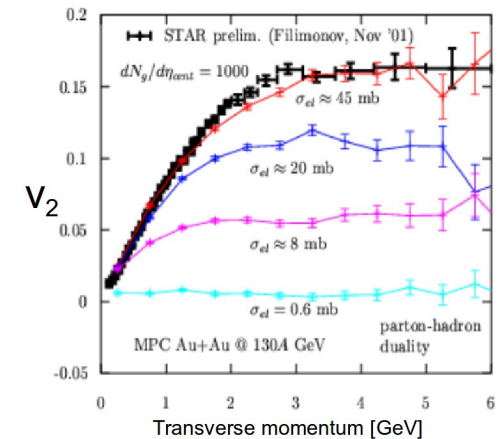 0.2
STAR prelim. (Filimonov, Nov '01)
dN_g/dη_cent = 1000
0.15
σ_el ≈ 45 mb
0.1
σ_el ≈ 20 mb
V_2
0.05
σ_el ≈ 8 mb
0
σ_el = 0.6 mb
parton-hadron
MPC Au+Au @ 130A GeV
duality
-0.05
0 1 2 3 4 5 6
Transverse momentum [GeV]